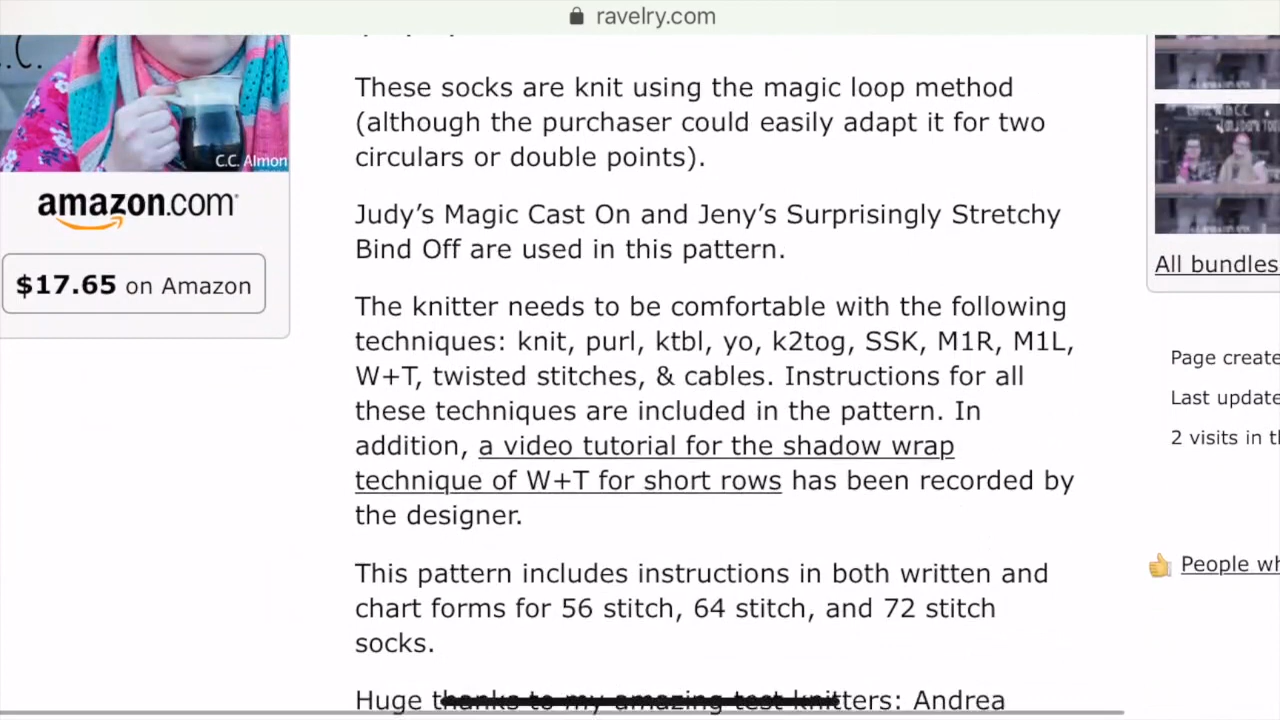 ravelry.com
These socks are knit using the magic loop method
(although the purchaser could easily adapt it for two
circulars or double points).
C.C. Almon
amazon.com
$17.65 on Amazon
Judy's Magic Cast On and Jeny's Surprisingly Stretchy
Bind Off are used in this pattern.
The knitter needs to be comfortable with the following
techniques: knit, purl, ktbl, yo, k2tog, SSK, M1R, M1L,
W+T, twisted stitches, & cables. Instructions for all
these techniques are included in the pattern. In
addition, a video tutorial for the shadow wrap
technique of W+T for short rows has been recorded by
the designer.
This pattern includes instructions in both written and
chart forms for 56 stitch, 64 stitch, and 72 stitch
socks.
Huge thanks to my amazing test knitters: Andrea
All bundles
Page create
Last update
2 visits in t
People wh